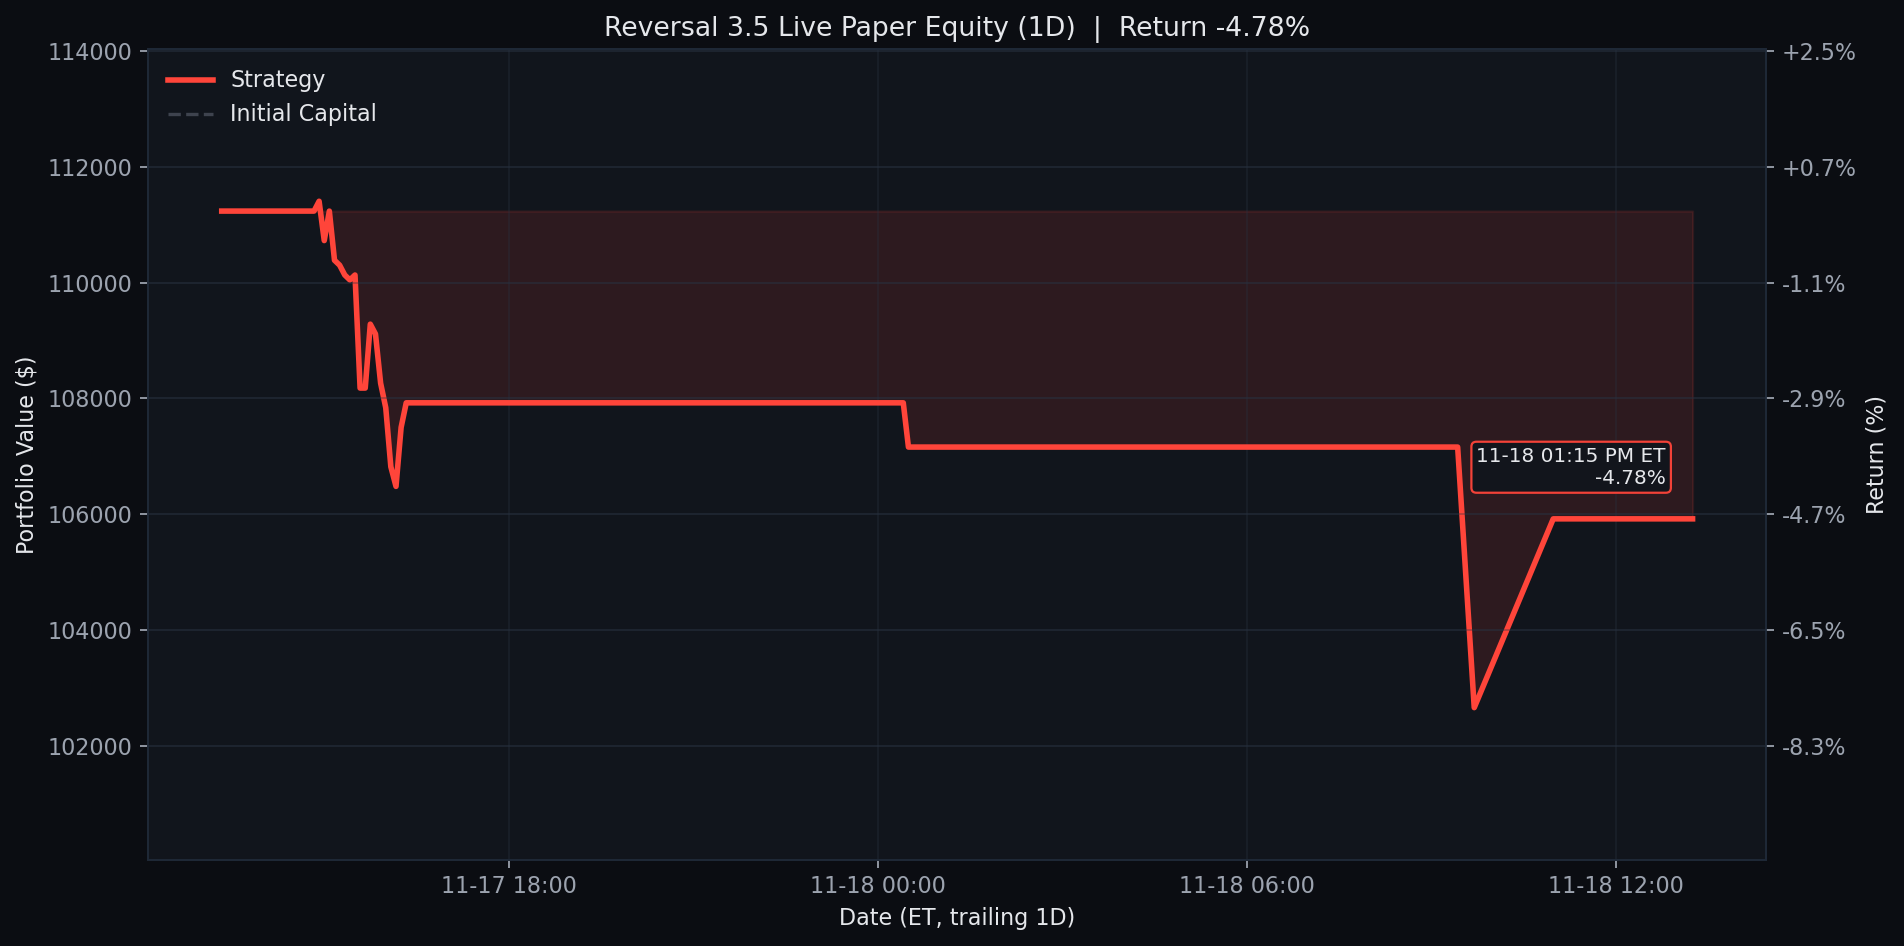 Reversal 3.5 Live Paper Equity (1D) | Return -4.78%
Strategy
Initial Capital
114000
112000
110000
108000
106000
104000
102000
Portfolio Value ($)
+2.5%
+0.7%
-1.1%
-2.9%
-4.7%
-6.5%
-8.3%
Return (%)
11-18 01:15 PM ET
-4.78%
11-17 18:00
11-18 00:00
11-18 06:00
11-18 12:00
Date (ET, trailing 1D)